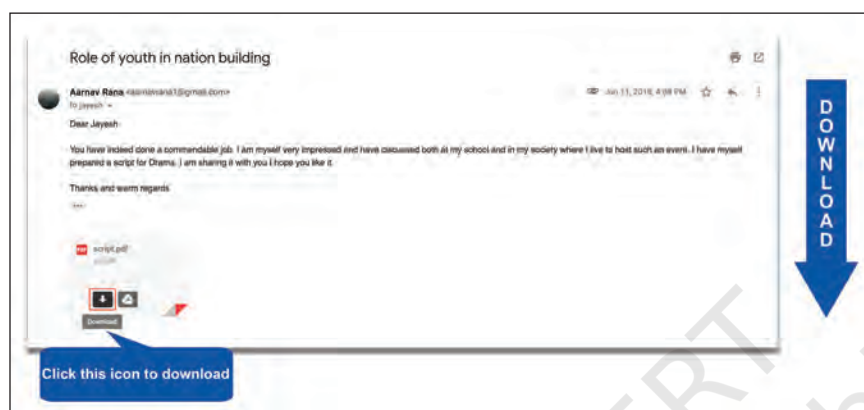 Role of youth in nation building
Aarnav Rana
to jayesh
Jun 11, 2018, 4:08 PM
Dear Jayesh
You have indeed done a commendable job. I am myself very impressed and have discussed both at my school and in my society where I live to host such an event. I have myself
prepared a script for Drama. I am sharing it with you I hope you like it.
Thanks and warm regards
PDF script.pdf
Download
Click this icon to download
DOWNLOAD